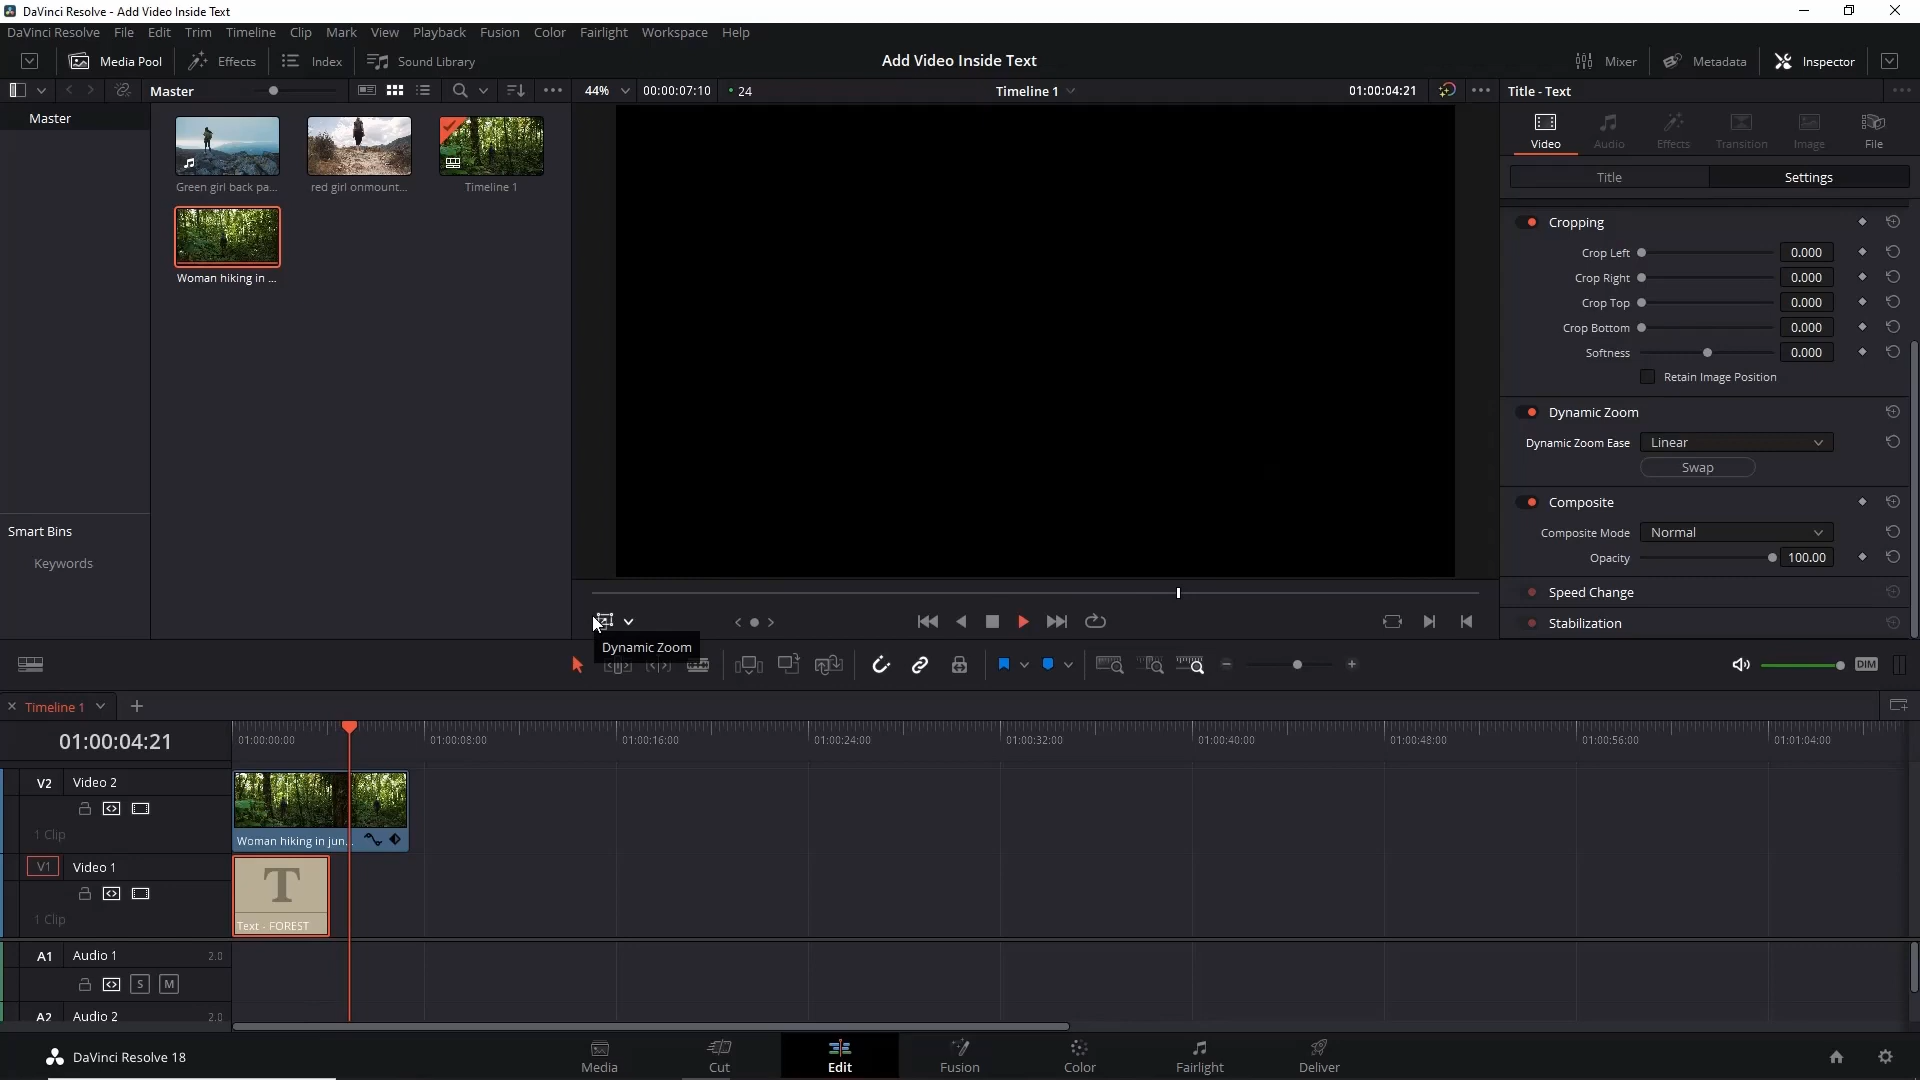 DaVinci Resolve - Add Video Inside Text
DaVinci Resolve File Edit Trim Timeline Clip Mark View Playback Fusion Color Fairlight Workspace Help
Media Pool Effects Index Sound Library Add Video Inside Text Mixer Metadata Inspector
Master 44% 00:00:07:10 24 Timeline 1 01:00:04:21 Title - Text
Master
Video Audio Effects Transition Image File
Title Settings
Green girl back pa... red girl onmount... Timeline 1
Woman hiking in ...
Cropping
Crop Left 0.000
Crop Right 0.000
Crop Top 0.000
Crop Bottom 0.000
Softness 0.000
Retain Image Position
Dynamic Zoom
Dynamic Zoom Ease Linear
Swap
Composite
Composite Mode Normal
Opacity 100.00
Speed Change
Stabilization
Smart Bins
Keywords
Dynamic Zoom
DIM
Timeline 1
01:00:04:21
01:00:00:00 01:00:08:00 01:00:16:00 01:00:24:00 01:00:32:00 01:00:40:00 01:00:48:00 01:00:56:00 01:01:04:00
V2 Video 2
1 Clip
Woman hiking in jun...
V1 Video 1
1 Clip
T
Text - FOREST
A1 Audio 1 2.0
S M
A2 Audio 2 2.0
DaVinci Resolve 18
Media Cut Edit Fusion Color Fairlight Deliver